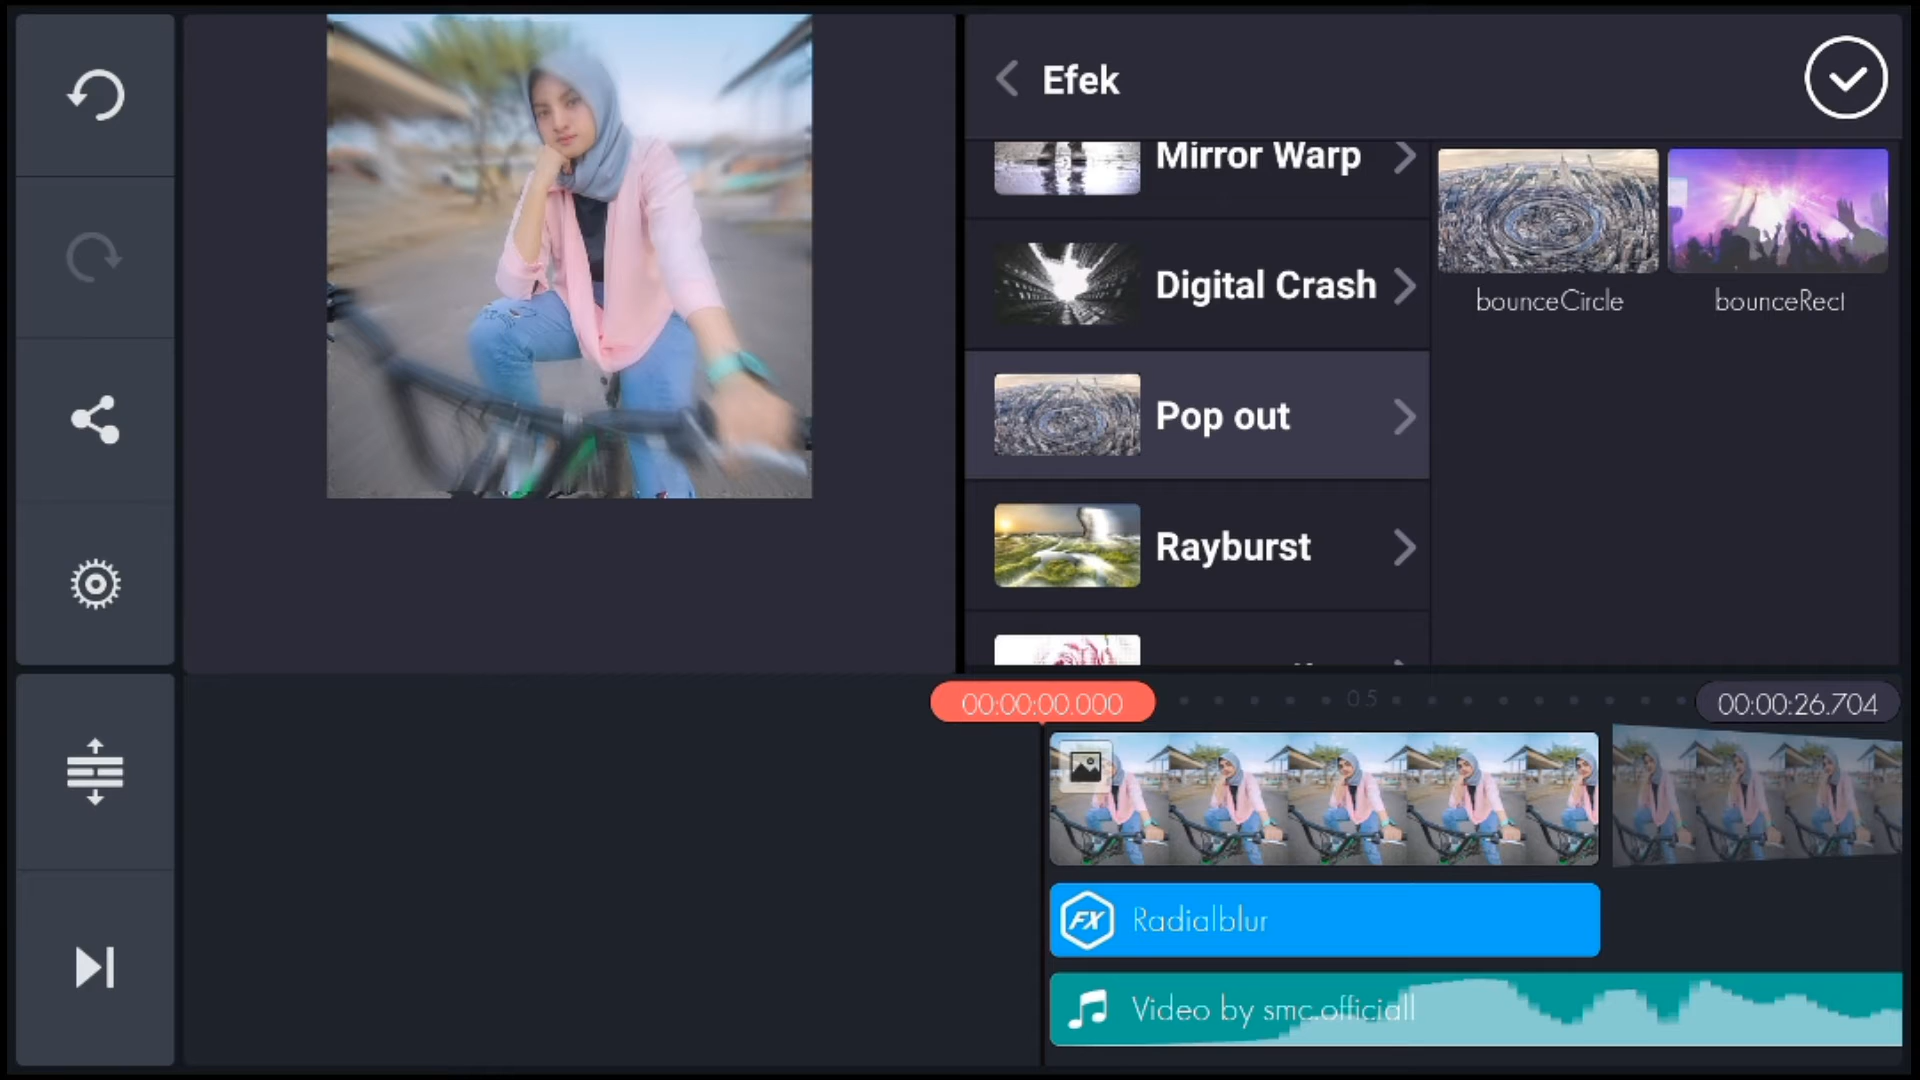 Efek
Mirror Warp
Digital Crash
Pop out
Rayburst
bounceCircle
bounceRect
00:00:00.000
0.5
00:00:26.704
FX
Radialblur
Video by smc.officiall